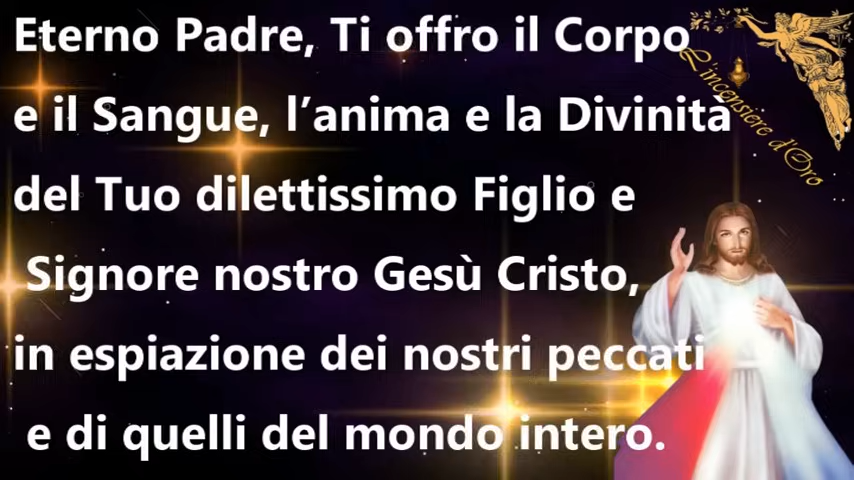 Eterno Padre, Ti offro il Corpo
e il Sangue, l’anima e la Divinità
del Tuo dilettissimo Figlio e
Signore nostro Gesù Cristo,
in espiazione dei nostri peccati
e di quelli del mondo intero.
L'incensiere d'Oro